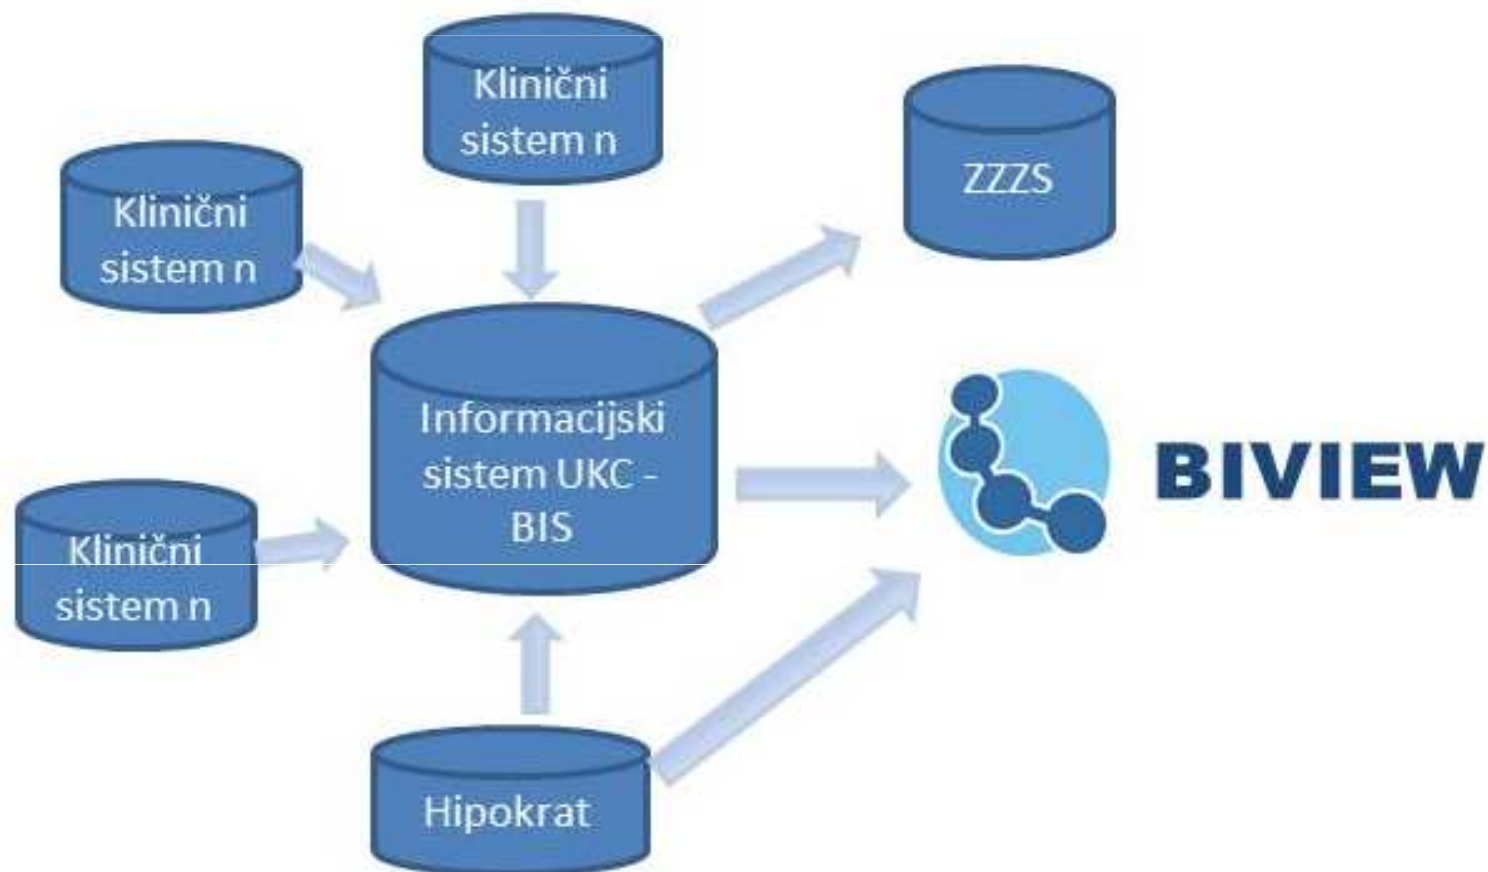 Klinični
sistem n
ZZZS
Klinični
sistem n
Informacijski
sistem UKC -
BIS
BIVIEW
Klinični
sistem n
Hipokrat